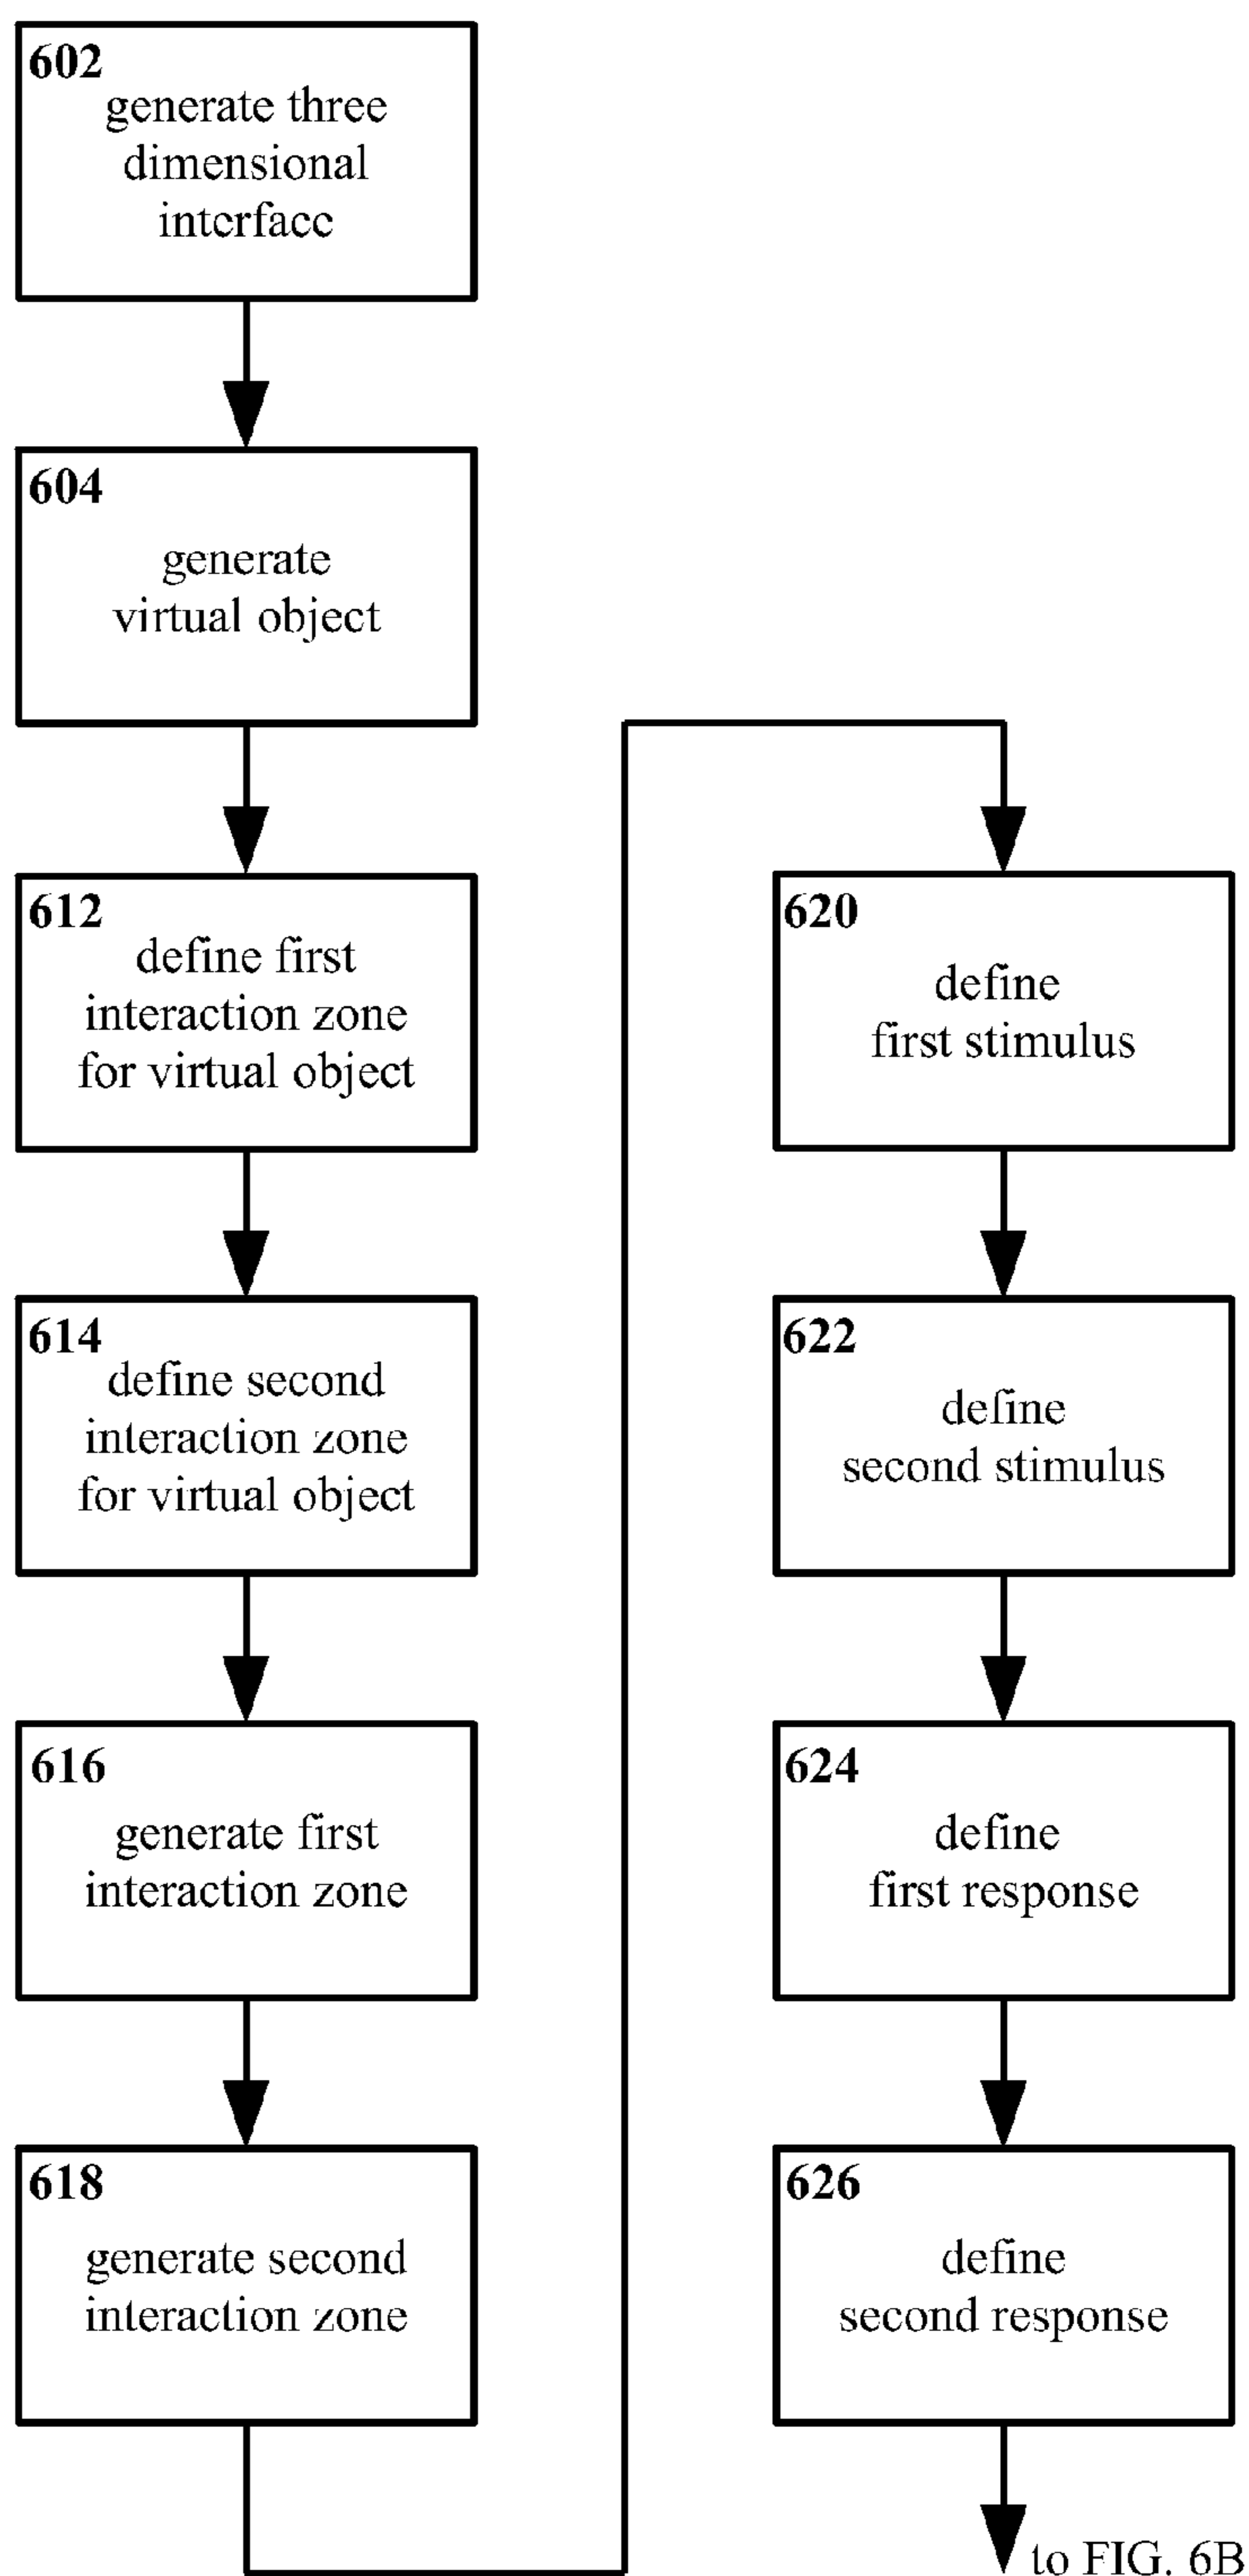 602
generate three
dimensional
interface
604
generate
virtual object
612
define first
interaction zone
for virtual object
614
define second
interaction zone
for virtual object
616
generate first
interaction zone
618
generate second
interaction zone
620
define
first stimulus
622
define
second stimulus
624
define
first response
626
define
second response
to FIG. 6B